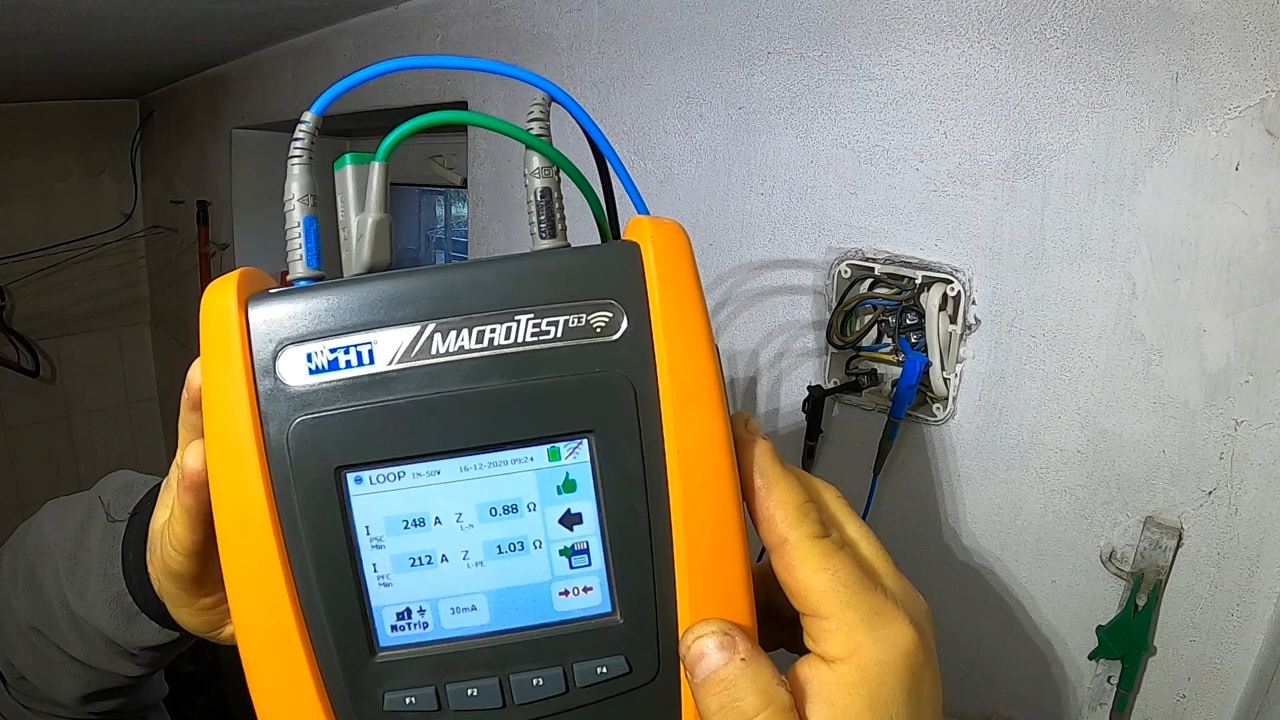 HT MACROTEST G3
LOOP TN-50V 16-12-2020 09:24
I PSC Min 248 A Z L-N 0.88 Ω
I PFC Min 212 A Z L-PE 1.03 Ω
NoTrip 30mA →0←
F1 F2 F3 F4